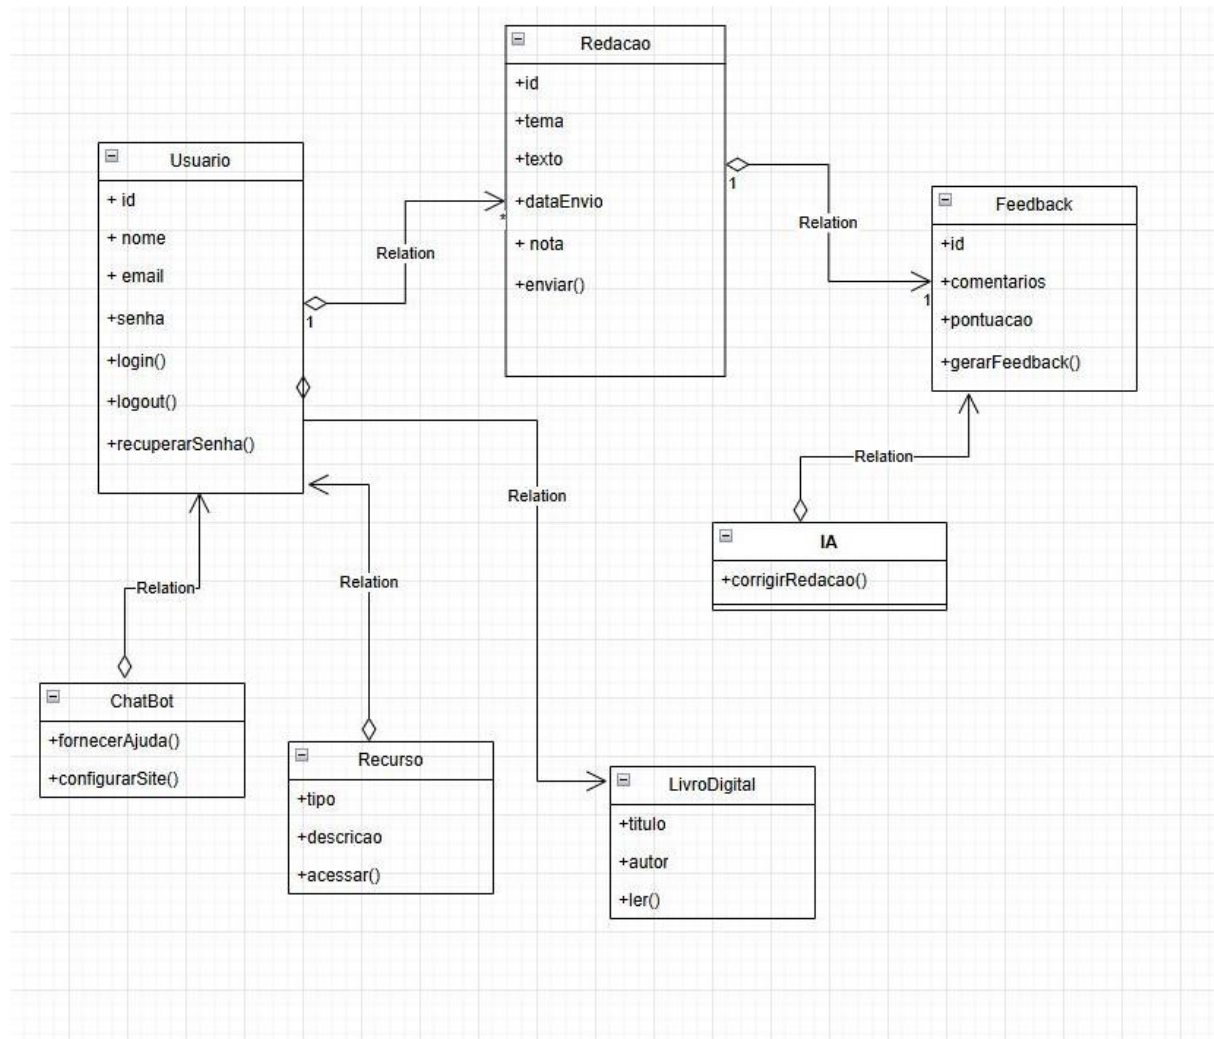 Redacao
+id
+tema
+texto
+dataEnvio
+ nota
+enviar()
Usuario
+ id
+ nome
+ email
+senha
+login()
+logout()
+recuperarSenha()
Relation
1
*
Relation
1
1
Feedback
+id
+comentarios
+pontuacao
+gerarFeedback()
Relation
IA
+corrigirRedacao()
Relation
Relation
Relation
ChatBot
+fornecerAjuda()
+configurarSite()
Recurso
+tipo
+descricao
+acessar()
LivroDigital
+titulo
+autor
+ler()